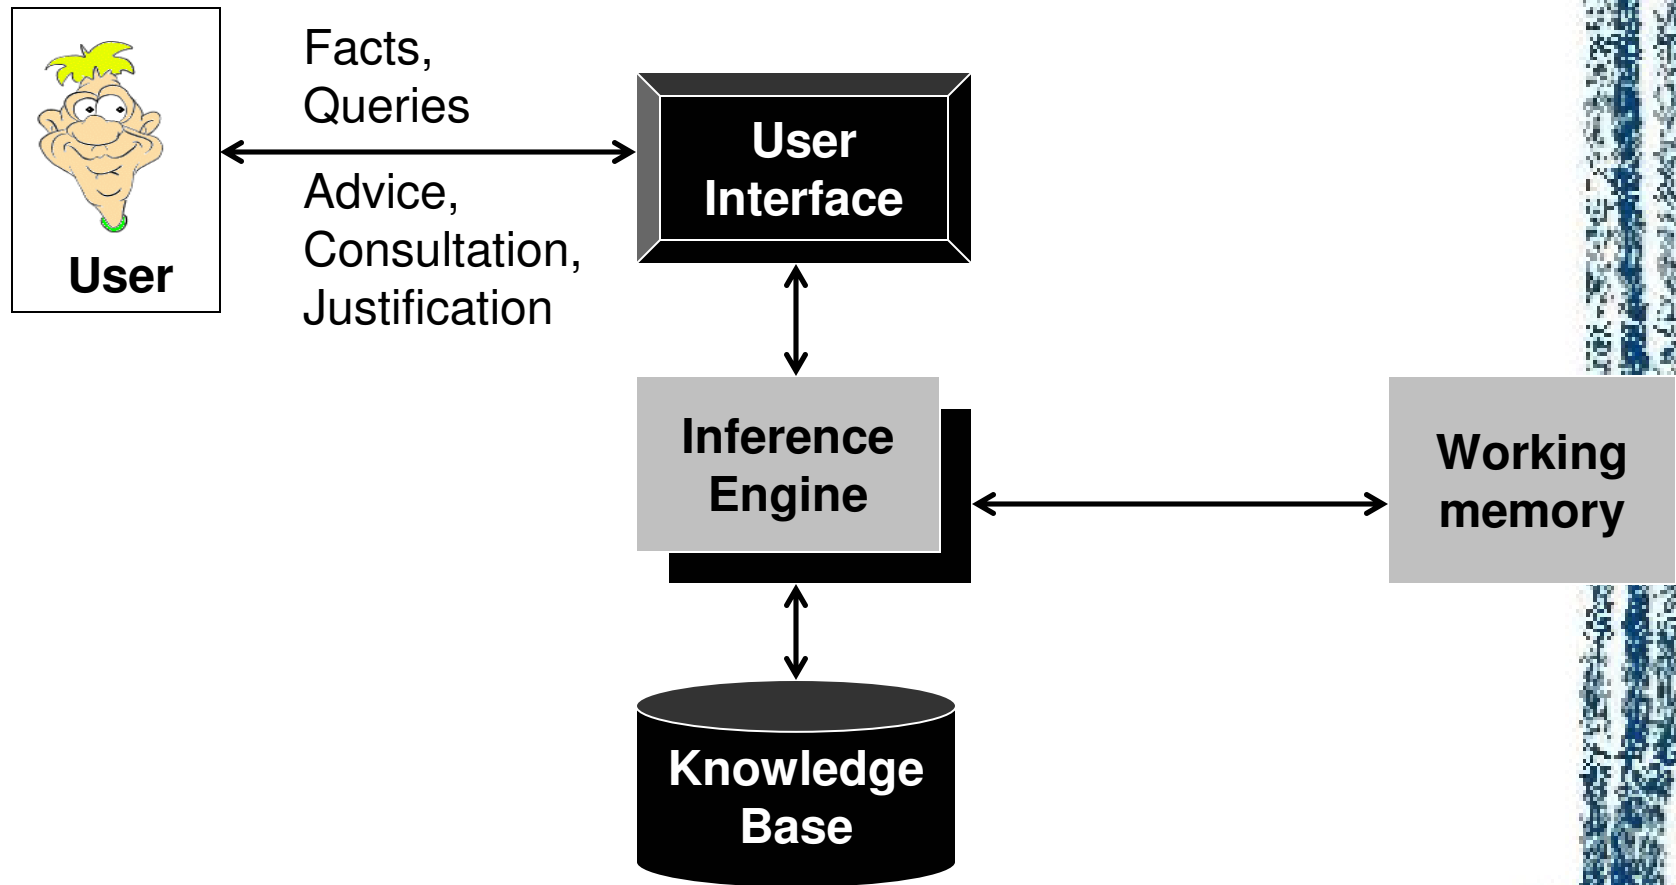 Facts,
Queries
Advice,
Consultation,
Justification
User
User
Interface
Inference
Engine
Working
memory
Knowledge
Base